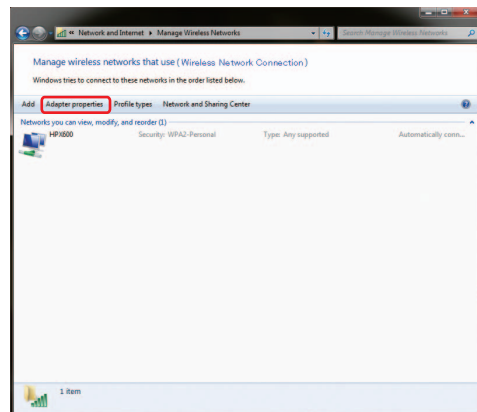 « Network and Internet ▸ Manage Wireless Networks
Search Manage Wireless Networks
Manage wireless networks that use (Wireless Network Connection)
Windows tries to connect to these networks in the order listed below.
Add Adapter properties Profile types Network and Sharing Center
Networks you can view, modify, and reorder (1)
HPX600 Security: WPA2-Personal Type: Any supported Automatically conn...
1 item